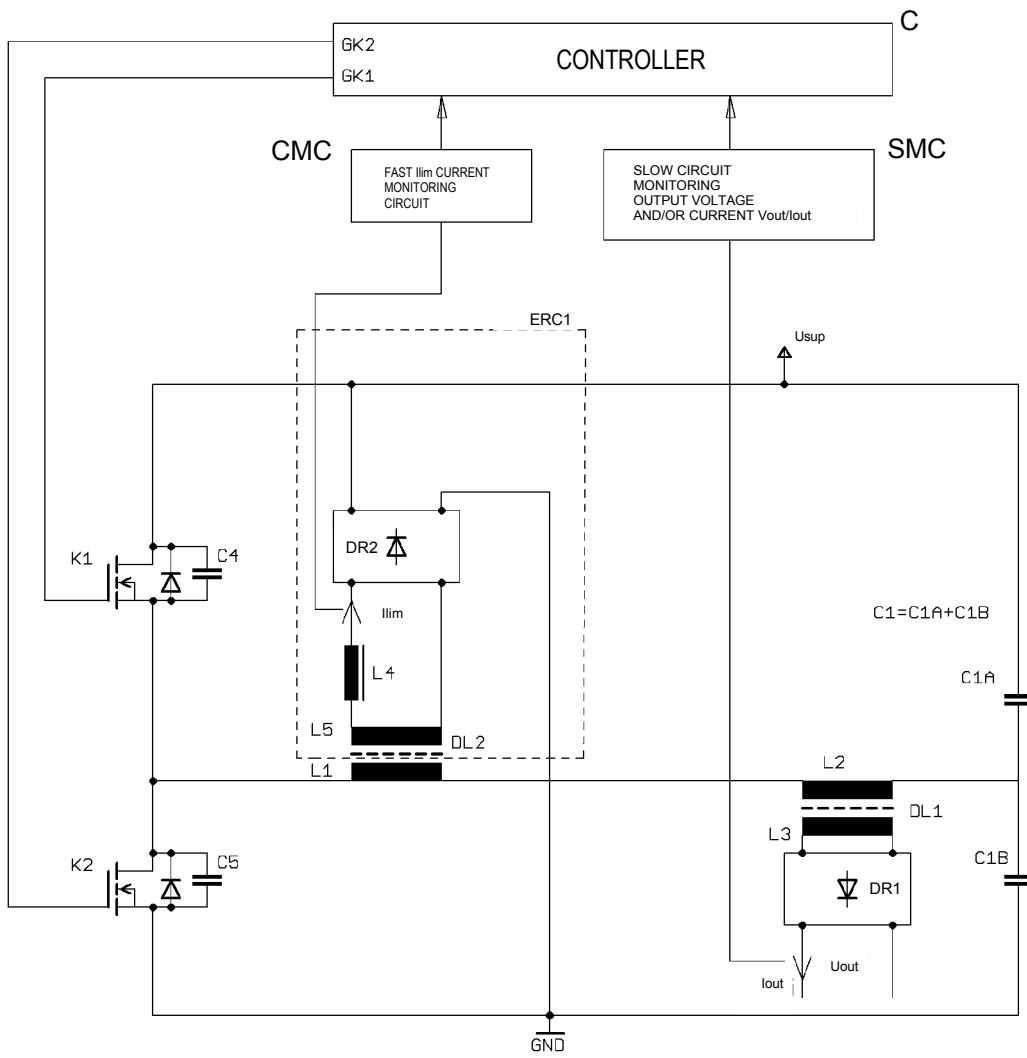 C
GK2
GK1
CONTROLLER
CMC
FAST Ilim CURRENT
MONITORING
CIRCUIT
SMC
SLOW CIRCUIT
MONITORING
OUTPUT VOLTAGE
AND/OR CURRENT Vout/Iout
ERC1
Usup
K1
C4
DR2
Ilim
C1=C1A+C1B
L4
C1A
L5
DL2
L1
L2
DL1
L3
K2
C5
C1B
DR1
Uout
Iout
GND